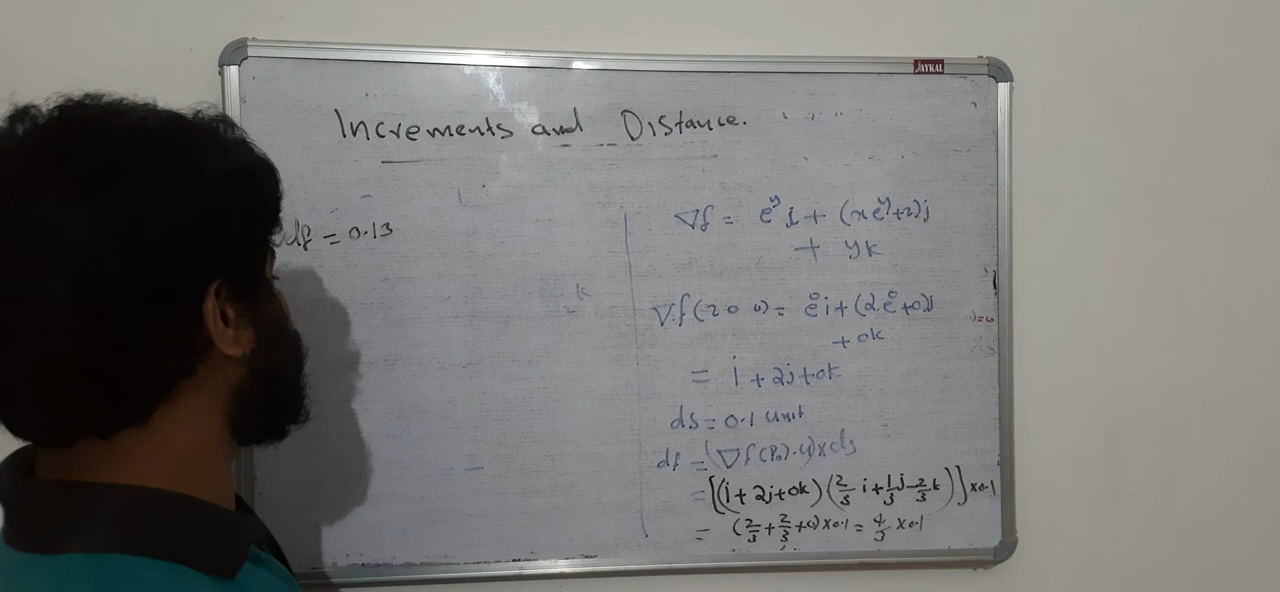 JAYKAL
Increments and Distance.
df = 0.13
∇f = e^y i + (xe^y+z)j
+ yk
∇f(2 0 0) = e^0 i + (2.e^0+0)j
+ 0k
= i + 2j + 0k
ds = 0.1 unit
df = (∇f(P₀).u) x ds
= [(i + 2j + 0k) (2/3 i + 1/3 j - 2/3 k)] x 0.1
= (2/3 + 2/3 + 0) x 0.1 = 4/3 x 0.1